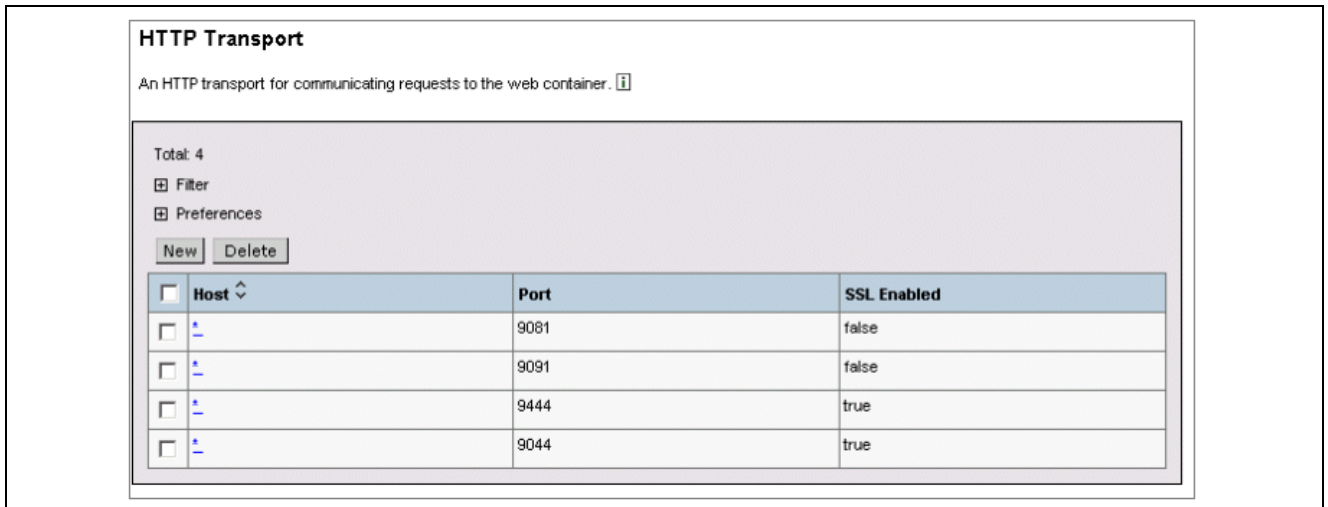 HTTP Transport
An HTTP transport for communicating requests to the web container. i
Total: 4
Filter
Preferences
New Delete
Host Port SSL Enabled
* 9081 false
* 9091 false
* 9444 true
* 9044 true